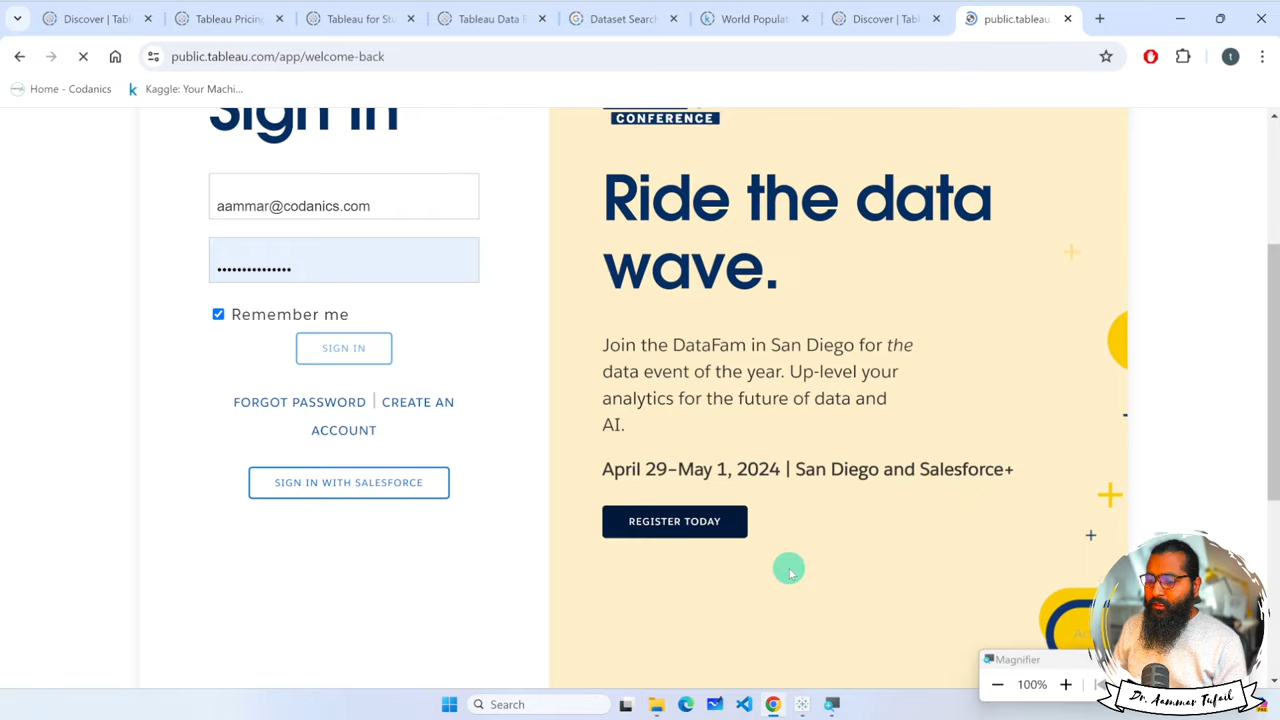 Discover | Tab
Tableau Pricing
Tableau for Stu
Tableau Data R
Dataset Search
World Populat
Discover | Tabl
public.tableau.
public.tableau.com/app/welcome-back
t
Home - Codanics
Kaggle: Your Machi...
Sign In
aammar@codanics.com
•••••••••••••••
Remember me
SIGN IN
FORGOT PASSWORD | CREATE AN
ACCOUNT
SIGN IN WITH SALESFORCE
CONFERENCE
Ride the data
wave.
Join the DataFam in San Diego for the
data event of the year. Up-level your
analytics for the future of data and
AI.
April 29–May 1, 2024 | San Diego and Salesforce+
REGISTER TODAY
Magnifier
100%
Dr. Aammar Tufail
Search